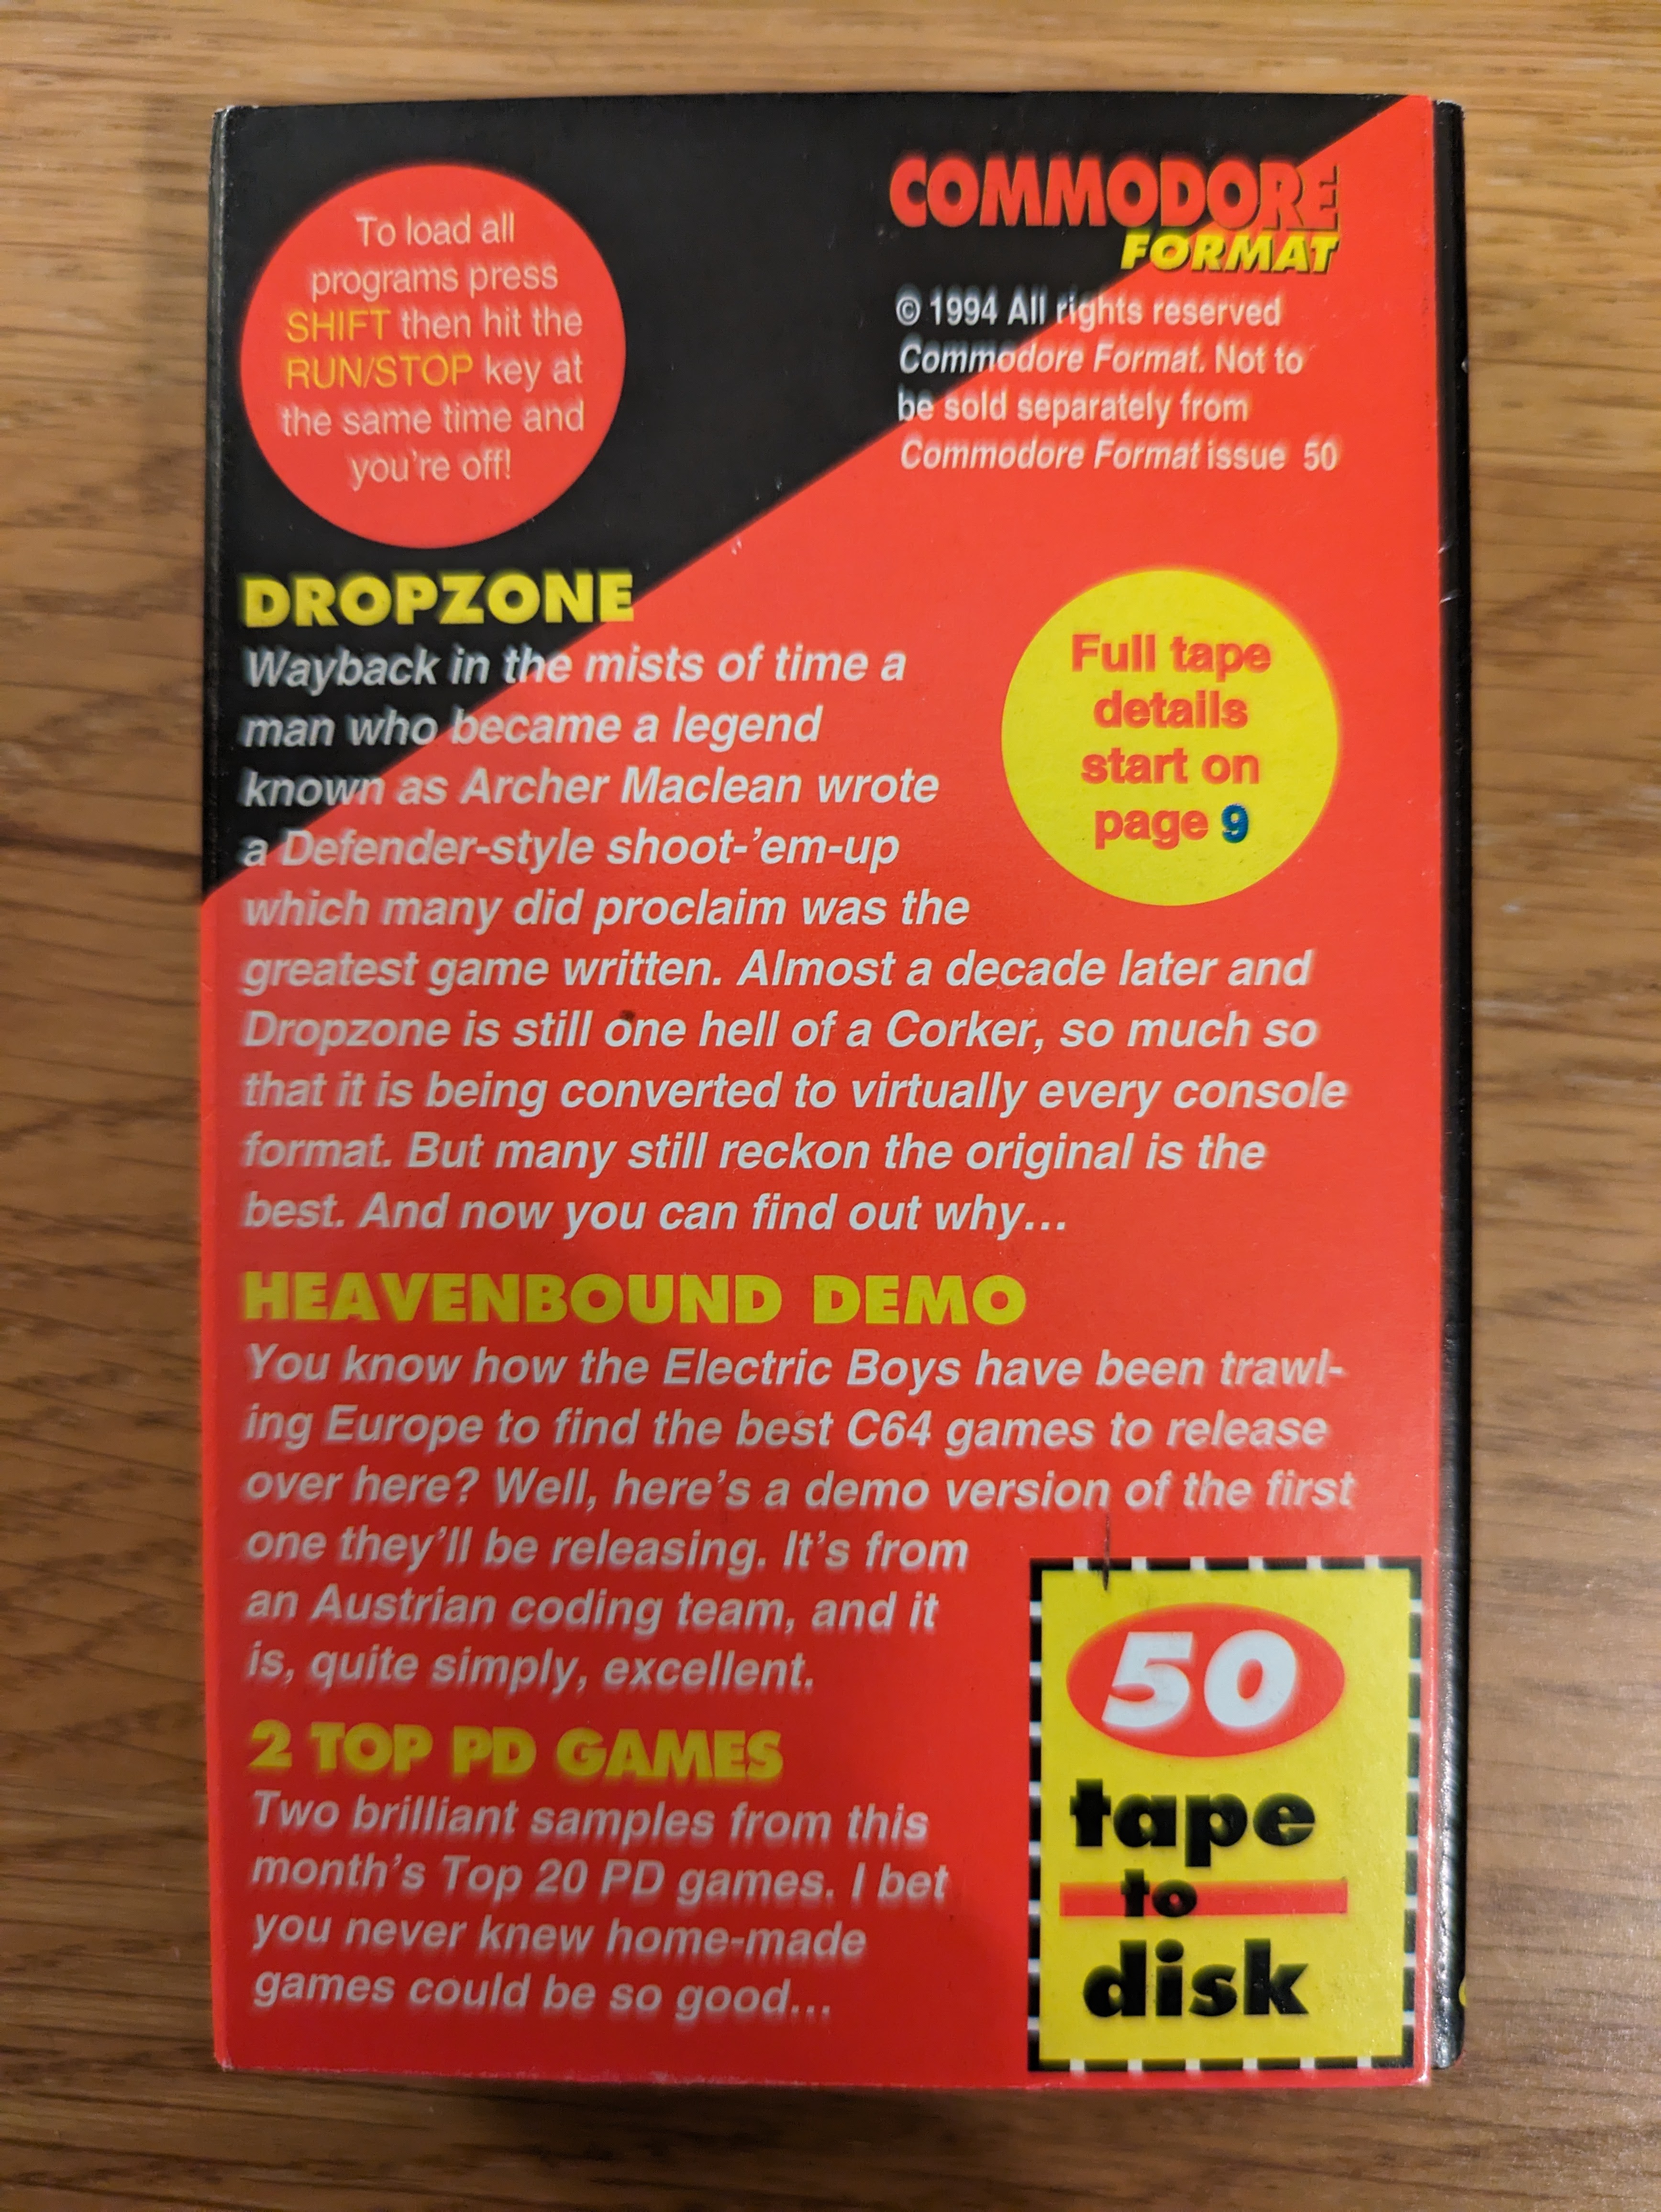 To load all
programs press
SHIFT then hit the
RUN/STOP key at
the same time and
you're off!
COMMODORE
FORMAT
© 1994 All rights reserved
Commodore Format. Not to
be sold separately from
Commodore Format issue 50
DROPZONE
Wayback in the mists of time a
man who became a legend
known as Archer Maclean wrote
a Defender-style shoot-'em-up
which many did proclaim was the
greatest game written. Almost a decade later and
Dropzone is still one hell of a Corker, so much so
that it is being converted to virtually every console
format. But many still reckon the original is the
best. And now you can find out why...
Full tape
details
start on
page 9
HEAVENBOUND DEMO
You know how the Electric Boys have been trawl-
ing Europe to find the best C64 games to release
over here? Well, here's a demo version of the first
one they'll be releasing. It's from
an Austrian coding team, and it
is, quite simply, excellent.
2 TOP PD GAMES
Two brilliant samples from this
month's Top 20 PD games. I bet
you never knew home-made
games could be so good...
50
tape
to
disk